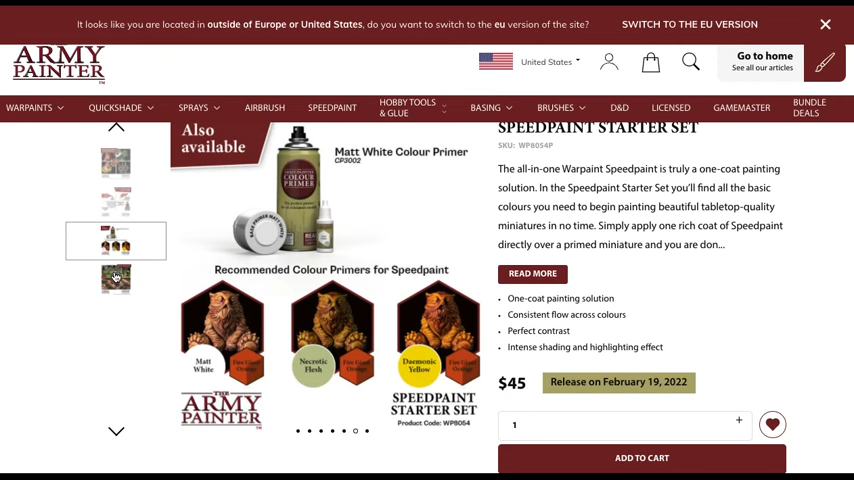 It looks like you are located in outside of Europe or United States, do you want to switch to the eu version of the site?
SWITCH TO THE EU VERSION
ARMY
PAINTER
United States
Go to home
See all our articles
WARPAINTS
QUICKSHADE
SPRAYS
AIRBRUSH
SPEEDPAINT
HOBBY TOOLS
& GLUE
BASING
BRUSHES
D&D
LICENSED
GAMEMASTER
BUNDLE
DEALS
Also
available
Matt White Colour Primer
CP3002
COLOUR
PRIMER
BASE PRIMER MATT WHITE
Recommended Colour Primers for Speedpaint
Matt
White
Fire Giant
Orange
Necrotic
Flesh
Fire Giant
Orange
Daemonic
Yellow
Fire Giant
Orange
THE
ARMY
PAINTER
SPEEDPAINT
STARTER SET
Product Code: WP8054
SPEEDPAINT STARTER SET
SKU: WP8054P
The all-in-one Warpaint Speedpaint is truly a one-coat painting
solution. In the Speedpaint Starter Set you'll find all the basic
colours you need to begin painting beautiful tabletop-quality
miniatures in no time. Simply apply one rich coat of Speedpaint
directly over a primed miniature and you are don...
READ MORE
• One-coat painting solution
• Consistent flow across colours
• Perfect contrast
• Intense shading and highlighting effect
$45
Release on February 19, 2022
1
+
ADD TO CART